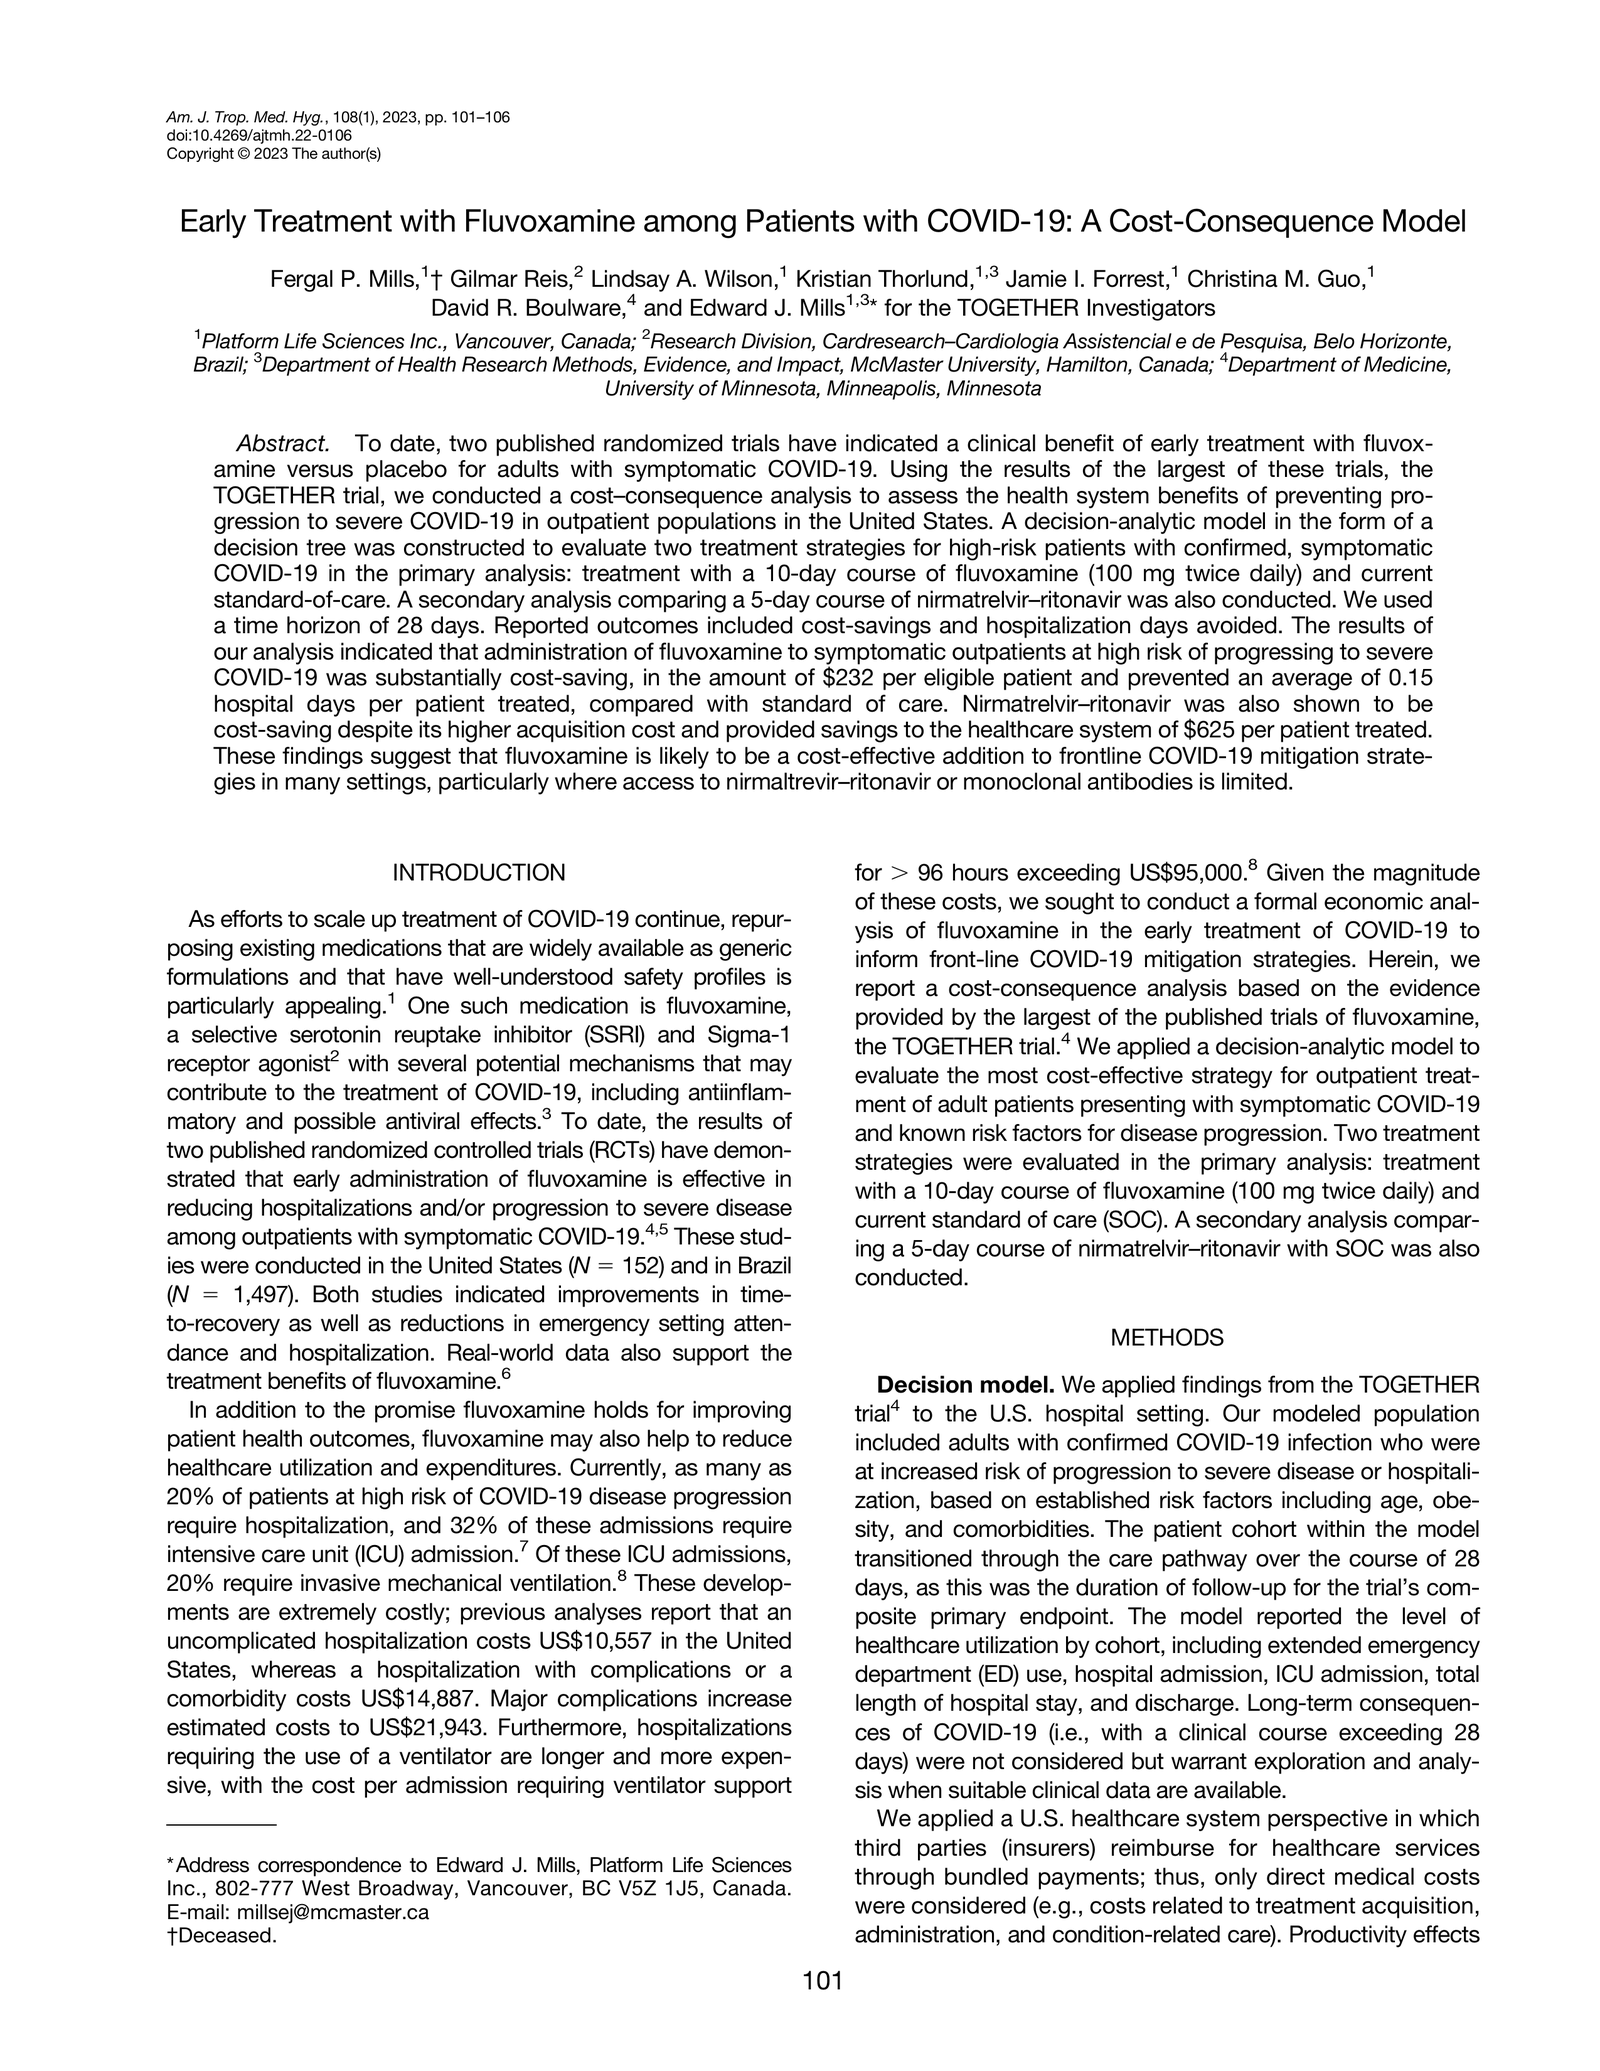 Am. J. Trop. Med. Hyg., 108(1), 2023, pp. 101–106
doi:10.4269/ajtmh.22-0106
Copyright © 2023 The author(s)
Early Treatment with Fluvoxamine among Patients with COVID-19: A Cost-Consequence Model
Fergal P. Mills,1† Gilmar Reis,2 Lindsay A. Wilson,1 Kristian Thorlund,1,3 Jamie I. Forrest,1 Christina M. Guo,1
David R. Boulware,4 and Edward J. Mills1,3* for the TOGETHER Investigators
1Platform Life Sciences Inc., Vancouver, Canada; 2Research Division, Cardresearch–Cardiologia Assistencial e de Pesquisa, Belo Horizonte,
Brazil; 3Department of Health Research Methods, Evidence, and Impact, McMaster University, Hamilton, Canada; 4Department of Medicine,
University of Minnesota, Minneapolis, Minnesota
Abstract. To date, two published randomized trials have indicated a clinical benefit of early treatment with fluvox-
amine versus placebo for adults with symptomatic COVID-19. Using the results of the largest of these trials, the
TOGETHER trial, we conducted a cost–consequence analysis to assess the health system benefits of preventing pro-
gression to severe COVID-19 in outpatient populations in the United States. A decision-analytic model in the form of a
decision tree was constructed to evaluate two treatment strategies for high-risk patients with confirmed, symptomatic
COVID-19 in the primary analysis: treatment with a 10-day course of fluvoxamine (100 mg twice daily) and current
standard-of-care. A secondary analysis comparing a 5-day course of nirmatrelvir–ritonavir was also conducted. We used
a time horizon of 28 days. Reported outcomes included cost-savings and hospitalization days avoided. The results of
our analysis indicated that administration of fluvoxamine to symptomatic outpatients at high risk of progressing to severe
COVID-19 was substantially cost-saving, in the amount of $232 per eligible patient and prevented an average of 0.15
hospital days per patient treated, compared with standard of care. Nirmatrelvir–ritonavir was also shown to be
cost-saving despite its higher acquisition cost and provided savings to the healthcare system of $625 per patient treated.
These findings suggest that fluvoxamine is likely to be a cost-effective addition to frontline COVID-19 mitigation strate-
gies in many settings, particularly where access to nirmaltrevir–ritonavir or monoclonal antibodies is limited.
INTRODUCTION
As efforts to scale up treatment of COVID-19 continue, repur-
posing existing medications that are widely available as generic
formulations and that have well-understood safety profiles is
particularly appealing.1 One such medication is fluvoxamine,
a selective serotonin reuptake inhibitor (SSRI) and Sigma-1
receptor agonist2 with several potential mechanisms that may
contribute to the treatment of COVID-19, including antiinflam-
matory and possible antiviral effects.3 To date, the results of
two published randomized controlled trials (RCTs) have demon-
strated that early administration of fluvoxamine is effective in
reducing hospitalizations and/or progression to severe disease
among outpatients with symptomatic COVID-19.4,5 These stud-
ies were conducted in the United States (N = 152) and in Brazil
(N = 1,497). Both studies indicated improvements in time-
to-recovery as well as reductions in emergency setting atten-
dance and hospitalization. Real-world data also support the
treatment benefits of fluvoxamine.6
In addition to the promise fluvoxamine holds for improving
patient health outcomes, fluvoxamine may also help to reduce
healthcare utilization and expenditures. Currently, as many as
20% of patients at high risk of COVID-19 disease progression
require hospitalization, and 32% of these admissions require
intensive care unit (ICU) admission.7 Of these ICU admissions,
20% require invasive mechanical ventilation.8 These develop-
ments are extremely costly; previous analyses report that an
uncomplicated hospitalization costs US$10,557 in the United
States, whereas a hospitalization with complications or a
comorbidity costs US$14,887. Major complications increase
estimated costs to US$21,943. Furthermore, hospitalizations
requiring the use of a ventilator are longer and more expen-
sive, with the cost per admission requiring ventilator support
*Address correspondence to Edward J. Mills, Platform Life Sciences
Inc., 802-777 West Broadway, Vancouver, BC V5Z 1J5, Canada.
E-mail: millsej@mcmaster.ca
†Deceased.
for > 96 hours exceeding US$95,000.8 Given the magnitude
of these costs, we sought to conduct a formal economic anal-
ysis of fluvoxamine in the early treatment of COVID-19 to
inform front-line COVID-19 mitigation strategies. Herein, we
report a cost-consequence analysis based on the evidence
provided by the largest of the published trials of fluvoxamine,
the TOGETHER trial.4 We applied a decision-analytic model to
evaluate the most cost-effective strategy for outpatient treat-
ment of adult patients presenting with symptomatic COVID-19
and known risk factors for disease progression. Two treatment
strategies were evaluated in the primary analysis: treatment
with a 10-day course of fluvoxamine (100 mg twice daily) and
current standard of care (SOC). A secondary analysis compar-
ing a 5-day course of nirmatrelvir–ritonavir with SOC was also
conducted.
METHODS
Decision model. We applied findings from the TOGETHER
trial4 to the U.S. hospital setting. Our modeled population
included adults with confirmed COVID-19 infection who were
at increased risk of progression to severe disease or hospitali-
zation, based on established risk factors including age, obe-
sity, and comorbidities. The patient cohort within the model
transitioned through the care pathway over the course of 28
days, as this was the duration of follow-up for the trial's com-
posite primary endpoint. The model reported the level of
healthcare utilization by cohort, including extended emergency
department (ED) use, hospital admission, ICU admission, total
length of hospital stay, and discharge. Long-term consequen-
ces of COVID-19 (i.e., with a clinical course exceeding 28
days) were not considered but warrant exploration and analy-
sis when suitable clinical data are available.
We applied a U.S. healthcare system perspective in which
third parties (insurers) reimburse for healthcare services
through bundled payments; thus, only direct medical costs
were considered (e.g., costs related to treatment acquisition,
administration, and condition-related care). Productivity effects
101